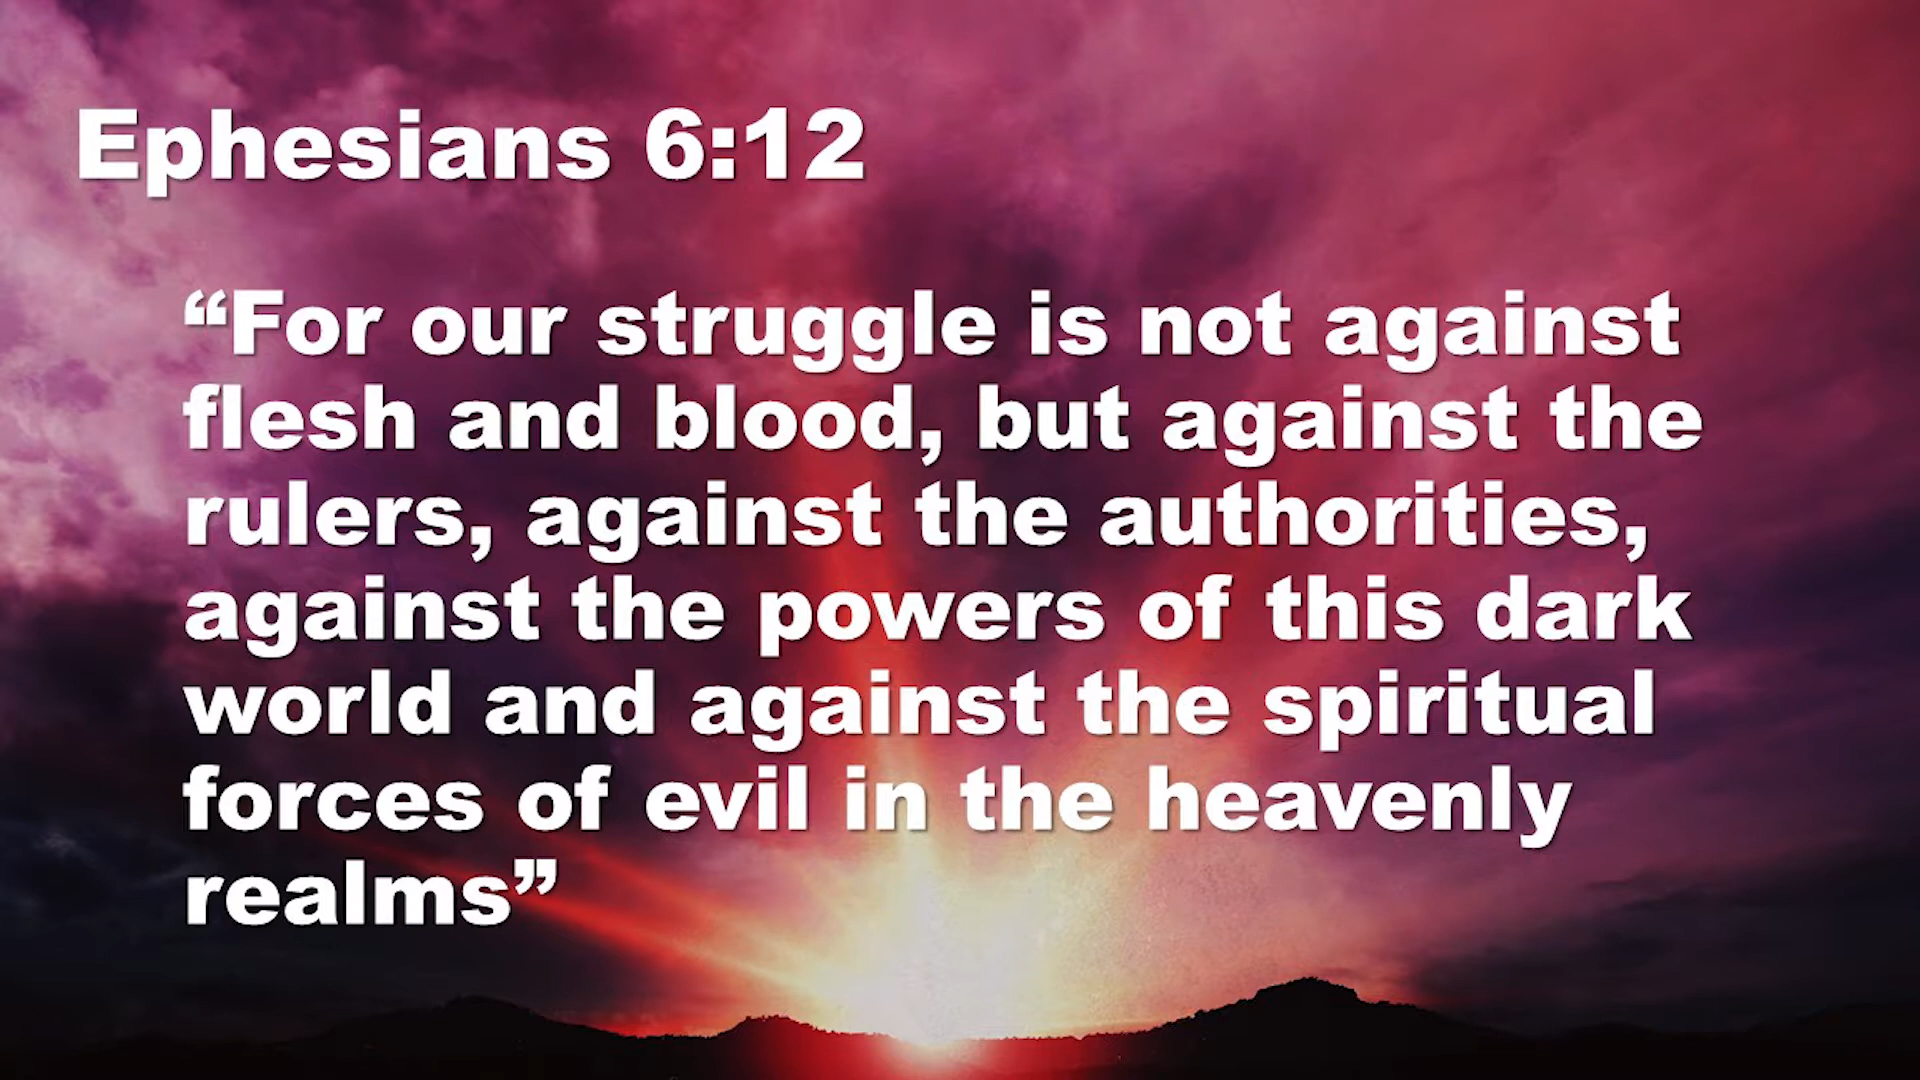 Ephesians 6:12
“For our struggle is not against
flesh and blood, but against the
rulers, against the authorities,
against the powers of this dark
world and against the spiritual
forces of evil in the heavenly
realms”